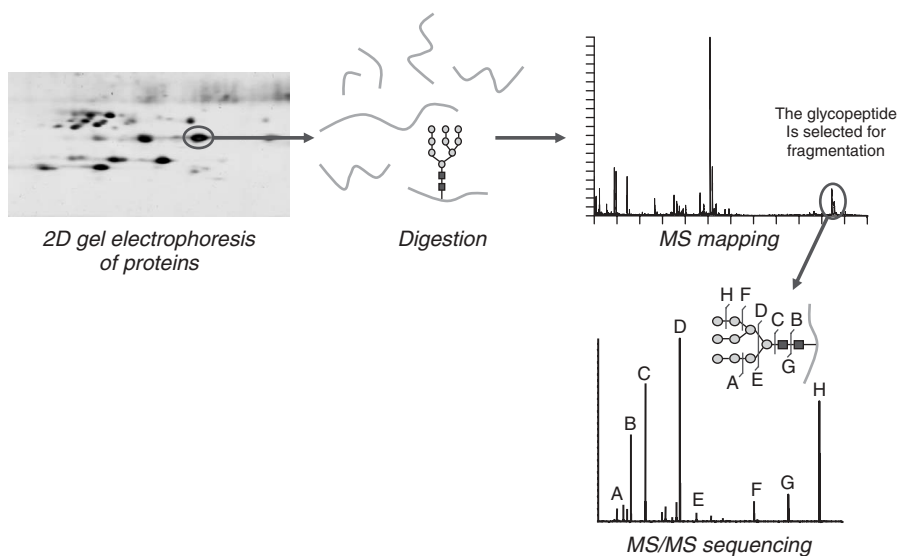 The glycopeptide
Is selected for
fragmentation
2D gel electrophoresis
of proteins
Digestion
MS mapping
H F
D
C B
A E
G
D
C
H
B
A
E
F
G
MS/MS sequencing